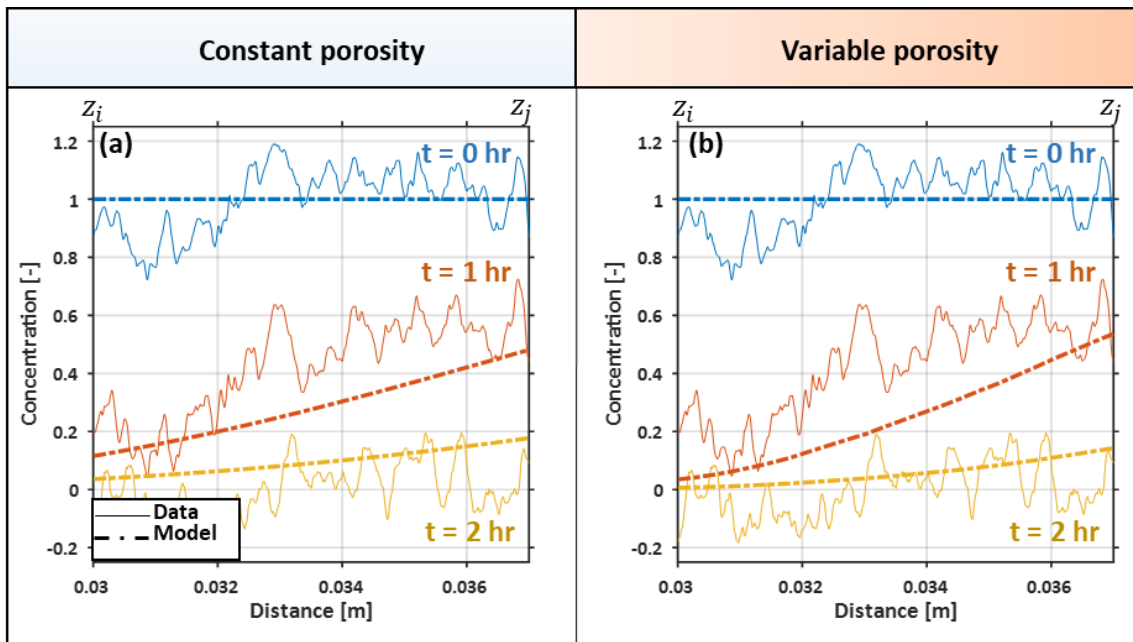 Constant porosity
Variable porosity
z_i
z_j
(a)
t = 0 hr
t = 1 hr
t = 2 hr
Concentration [-]
1.2
1
0.8
0.6
0.4
0.2
0
-0.2
Data
Model
0.03
0.032
0.034
0.036
Distance [m]
z_i
z_j
(b)
t = 0 hr
t = 1 hr
t = 2 hr
Concentration [-]
1.2
1
0.8
0.6
0.4
0.2
0
-0.2
0.03
0.032
0.034
0.036
Distance [m]